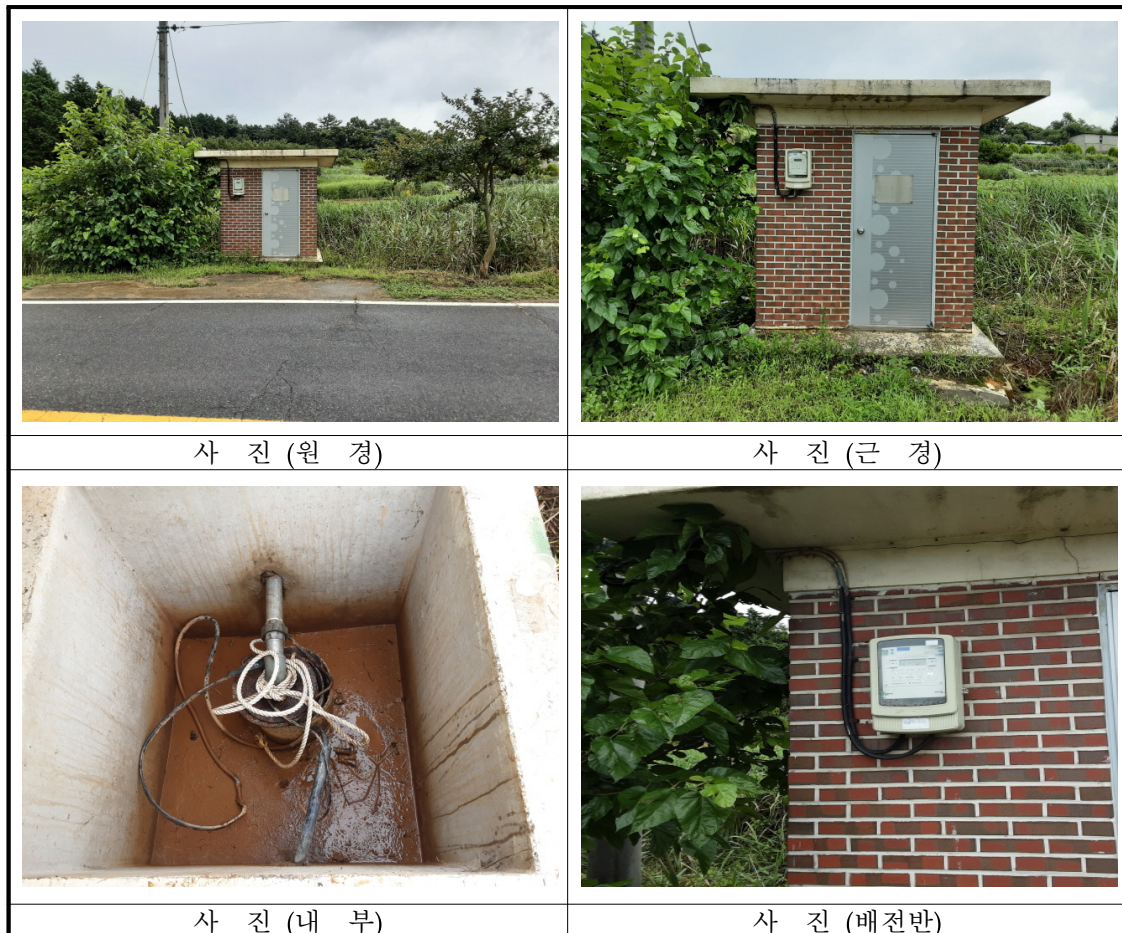 사 진 (원 경)
사 진 (근 경)
사 진 (내 부)
사 진 (배전반)